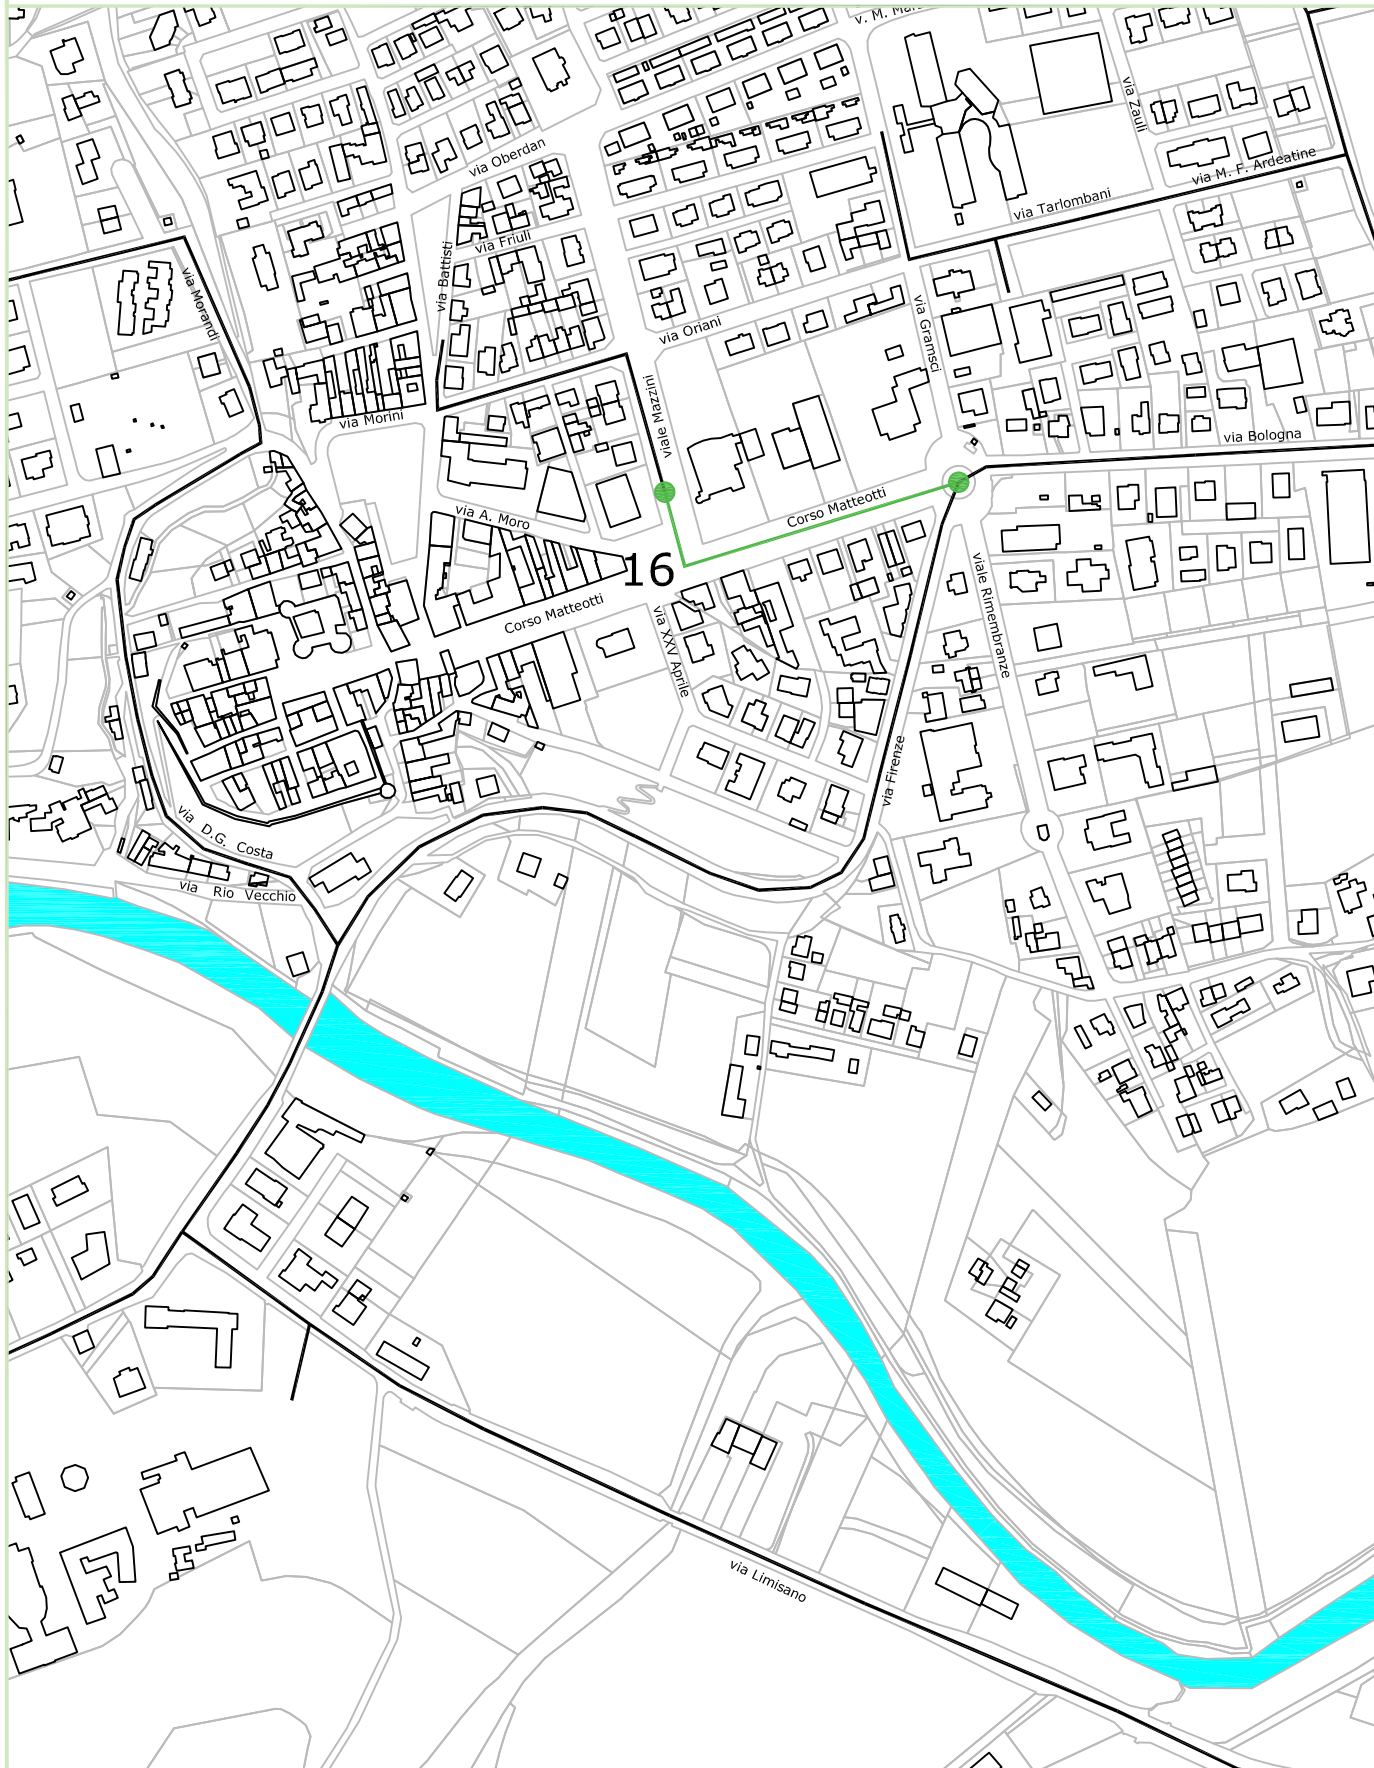 via Zauli
via Oberdan
via M. F. Ardeatine
via Tarlombani
via Friuli
via Battisti
via Morandi
via Gramsci
via Oriani
viale Mazzini
via Morini
via Bologna
Corso Matteotti
via A. Moro
16
viale Rimembranze
Corso Matteotti
via XXV Aprile
via Firenze
via D.G. Costa
via Rio Vecchio
via Limisano